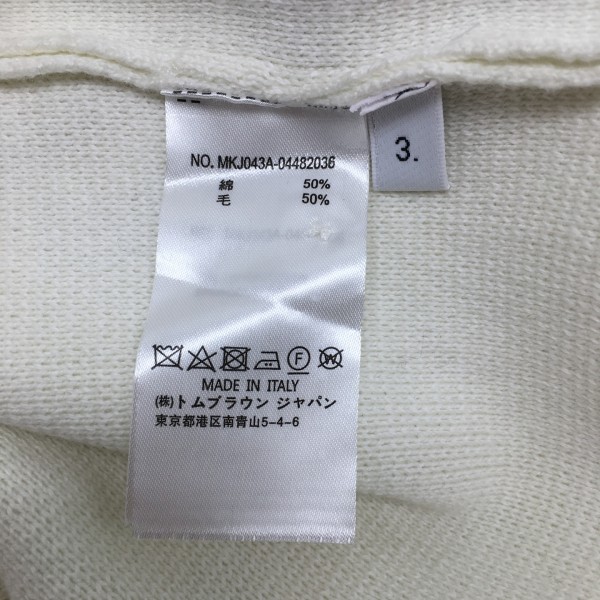 NO. MKJ043A-04482036
綿 50%
毛 50%
3.
F W
MADE IN ITALY
(株)トムブラウン ジャパン
東京都港区南青山5-4-6